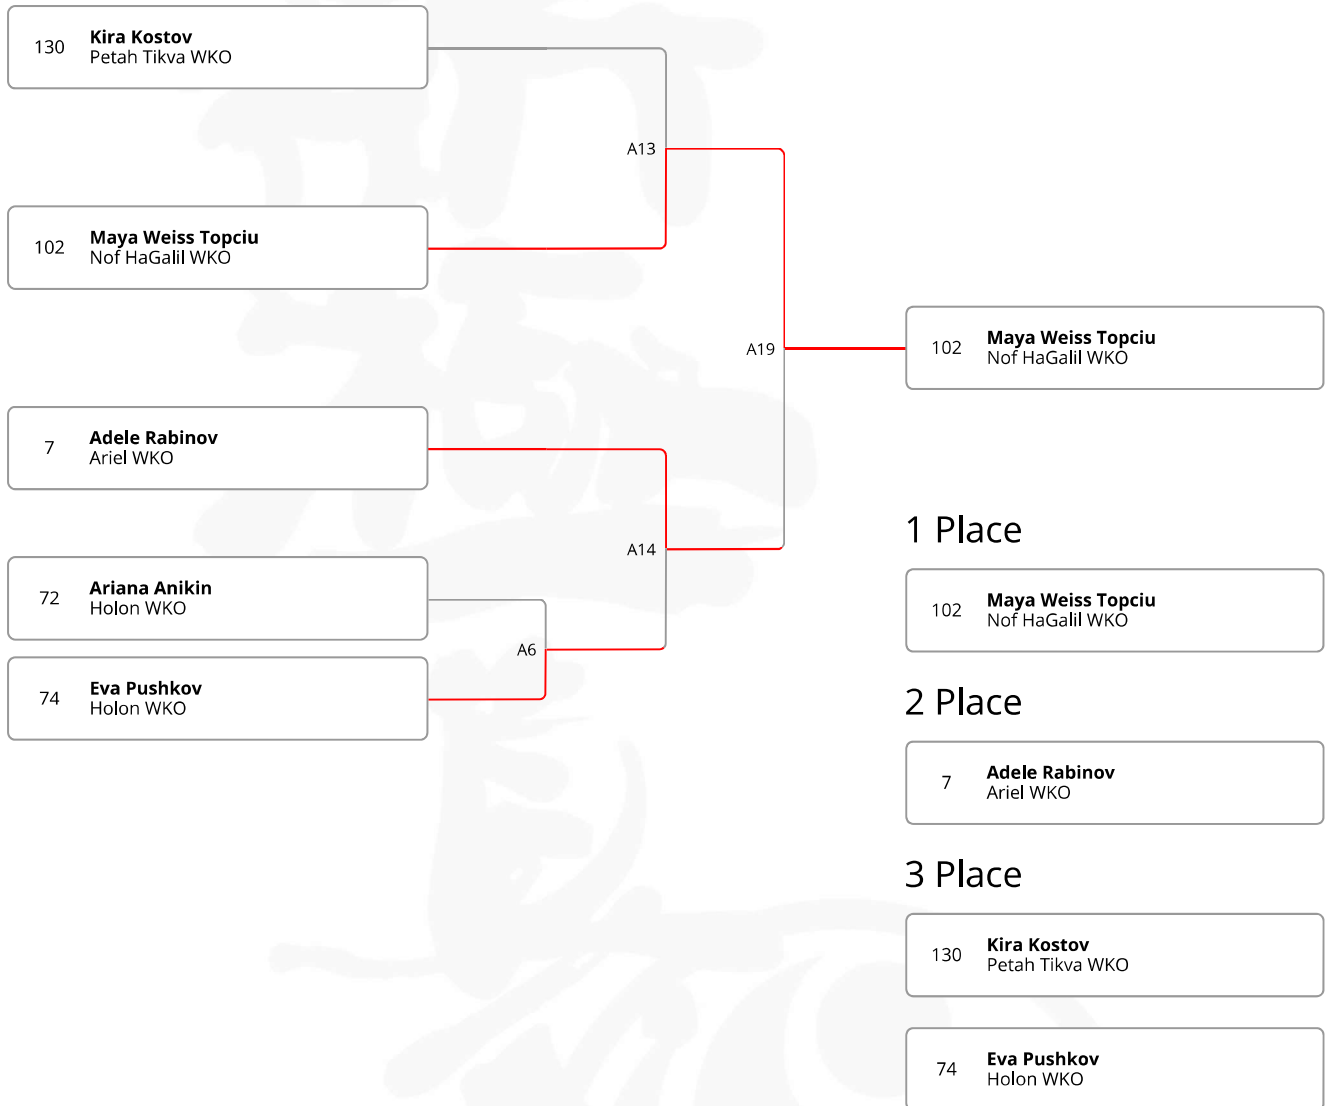 130
Kira Kostov
Petah Tikva WKO
A13
102
Maya Weiss Topciu
Nof HaGalil WKO
A19
102
Maya Weiss Topciu
Nof HaGalil WKO
7
Adele Rabinov
Ariel WKO
A14
72
Ariana Anikin
Holon WKO
A6
74
Eva Pushkov
Holon WKO
1 Place
102
Maya Weiss Topciu
Nof HaGalil WKO
2 Place
7
Adele Rabinov
Ariel WKO
3 Place
130
Kira Kostov
Petah Tikva WKO
74
Eva Pushkov
Holon WKO